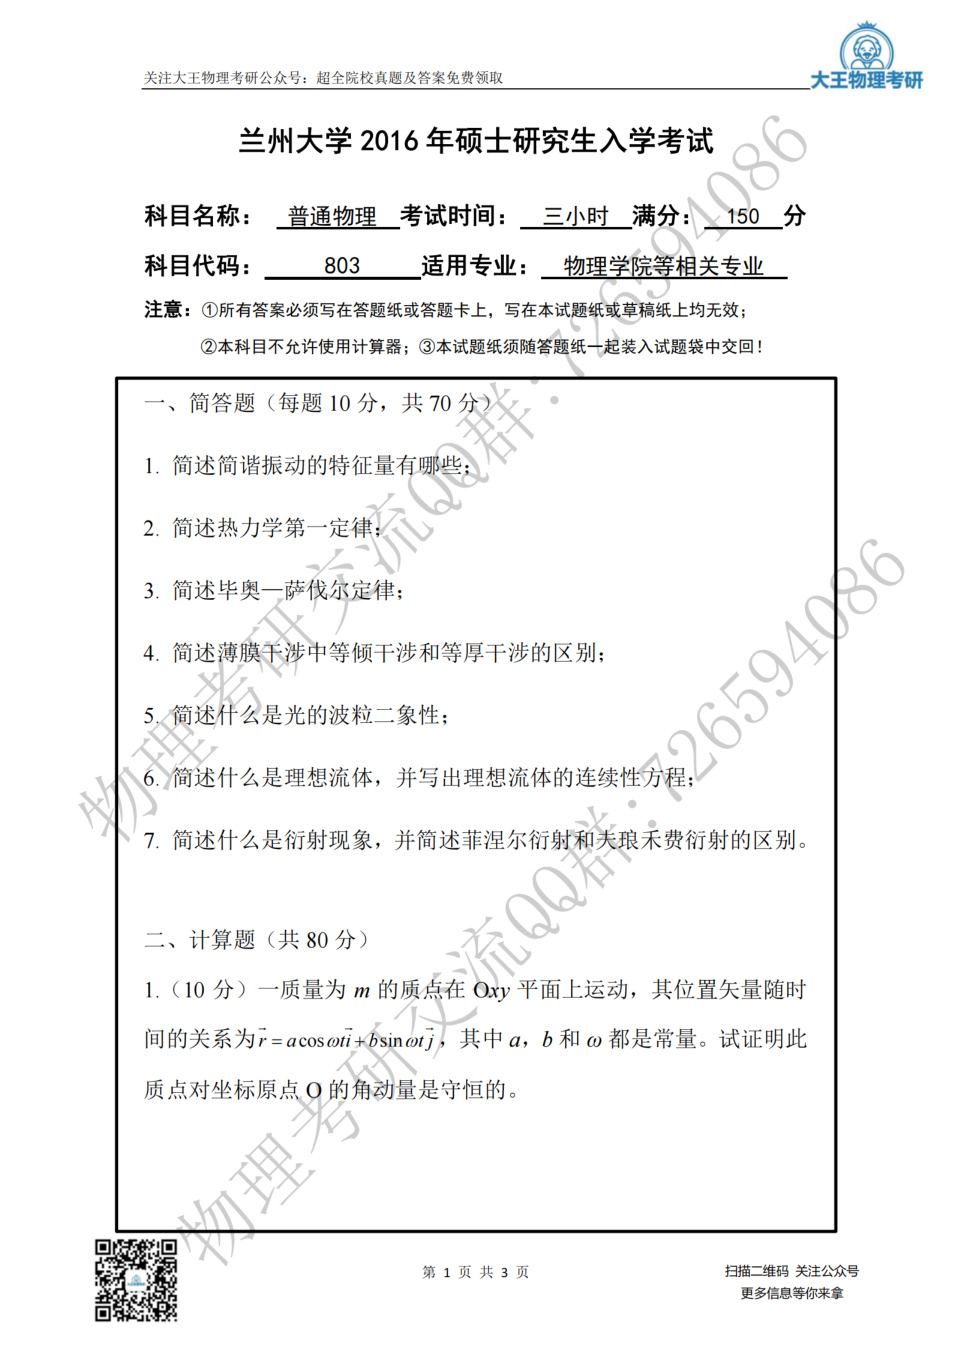 关注大王物理考研公众号：超全院校真题及答案免费领取
大王物理考研
兰州大学 2016 年硕士研究生入学考试
科目名称： 普通物理 考试时间： 三小时 满分： 150 分
科目代码： 803 适用专业： 物理学院等相关专业
注意：①所有答案必须写在答题纸或答题卡上，写在本试题纸或草稿纸上均无效；
②本科目不允许使用计算器；③本试题纸须随答题纸一起装入试题袋中交回！
一、简答题（每题 10 分，共 70 分）
1. 简述简谐振动的特征量有哪些；
2. 简述热力学第一定律；
3. 简述毕奥—萨伐尔定律；
4. 简述薄膜干涉中等倾干涉和等厚干涉的区别；
5. 简述什么是光的波粒二象性；
6. 简述什么是理想流体，并写出理想流体的连续性方程；
7. 简述什么是衍射现象，并简述菲涅尔衍射和夫琅禾费衍射的区别。
二、计算题（共 80 分）
1.（10 分）一质量为 m 的质点在 Oxy 平面上运动，其位置矢量随时
间的关系为 r⃗ = a cos ωt i⃗ + b sin ωt j⃗，其中 a，b 和 ω 都是常量。试证明此
质点对坐标原点 O 的角动量是守恒的。
物理考研交流QQ群：726594086
物理考研交流QQ群：726594086
大王物理考研
第 1 页 共 3 页
扫描二维码 关注公众号
更多信息等你来拿